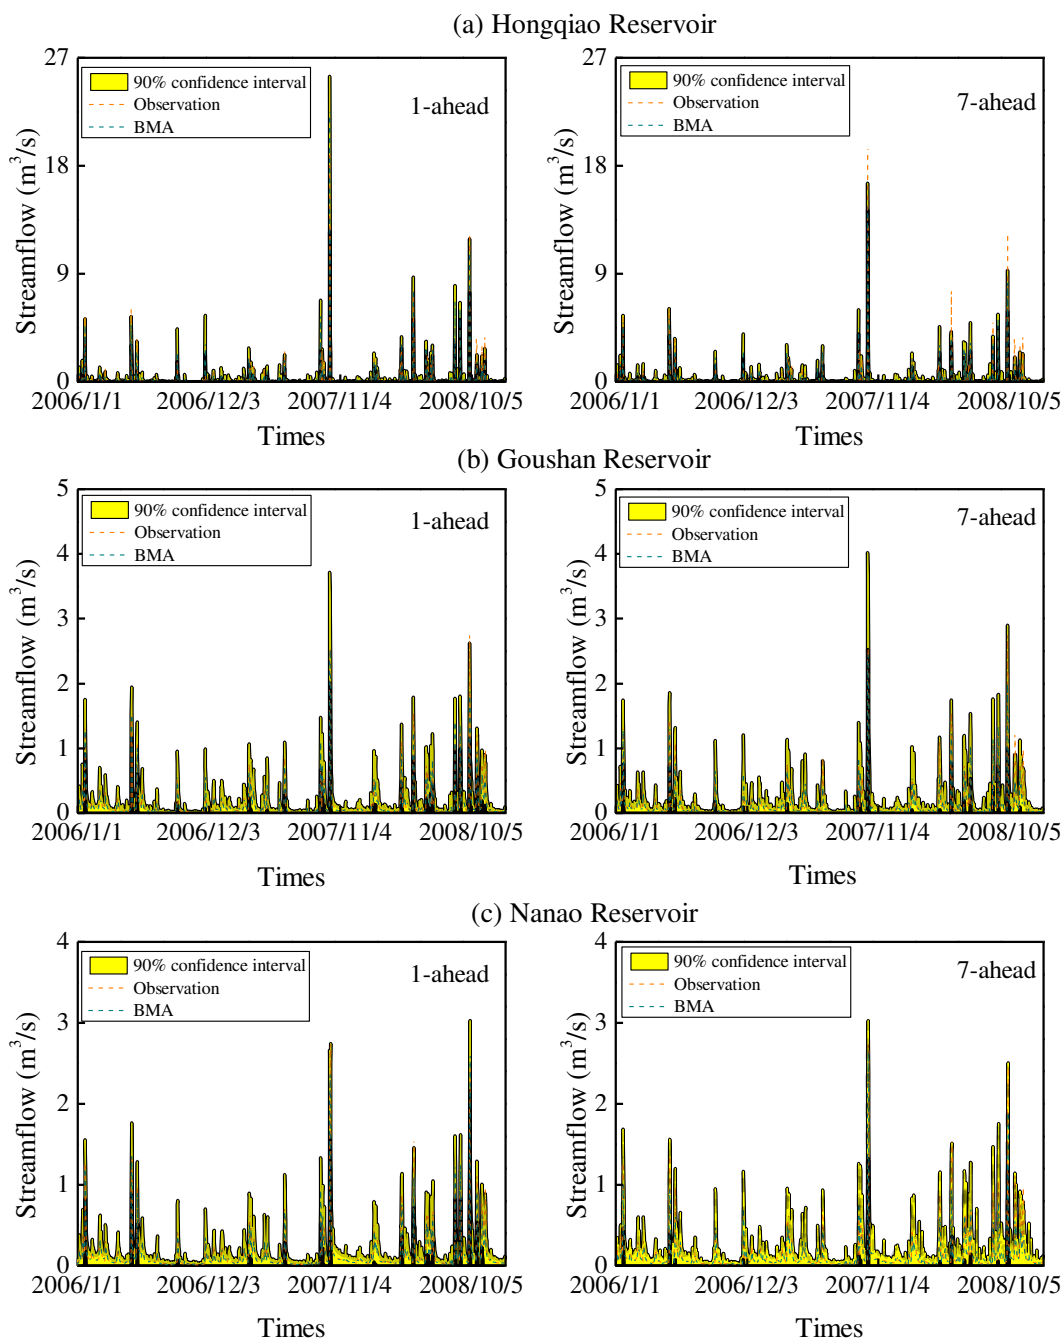 (a) Hongqiao Reservoir
27
18
9
0
Streamflow (m³/s)
90% confidence interval
Observation
BMA
1-ahead
2006/1/1 2006/12/3 2007/11/4 2008/10/5
Times
27
18
9
0
Streamflow (m³/s)
90% confidence interval
Observation
BMA
7-ahead
2006/1/1 2006/12/3 2007/11/4 2008/10/5
Times
(b) Goushan Reservoir
5
4
3
2
1
0
Streamflow (m³/s)
90% confidence interval
Observation
BMA
1-ahead
2006/1/1 2006/12/3 2007/11/4 2008/10/5
Times
5
4
3
2
1
0
Streamflow (m³/s)
90% confidence interval
Observation
BMA
7-ahead
2006/1/1 2006/12/3 2007/11/4 2008/10/5
Times
(c) Nanao Reservoir
4
3
2
1
0
Streamflow (m³/s)
90% confidence interval
Observation
BMA
1-ahead
2006/1/1 2006/12/3 2007/11/4 2008/10/5
Times
4
3
2
1
0
Streamflow (m³/s)
90% confidence interval
Observation
BMA
7-ahead
2006/1/1 2006/12/3 2007/11/4 2008/10/5
Times